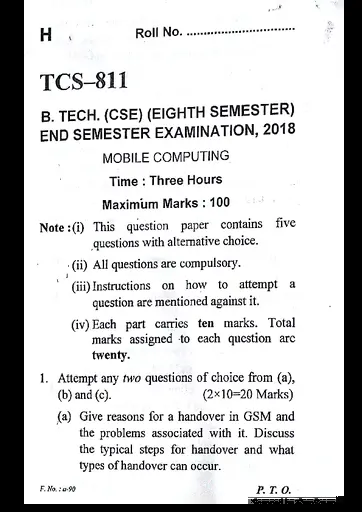 H Roll No. ..............................
TCS–811
B. TECH. (CSE) (EIGHTH SEMESTER)
END SEMESTER EXAMINATION, 2018
MOBILE COMPUTING
Time : Three Hours
Maximum Marks : 100
Note : (i) This question paper contains five
questions with alternative choice.
(ii) All questions are compulsory.
(iii) Instructions on how to attempt a
question are mentioned against it.
(iv) Each part carries ten marks. Total
marks assigned to each question are
twenty.
1. Attempt any two questions of choice from (a),
(b) and (c). (2×10=20 Marks)
(a) Give reasons for a handover in GSM and
the problems associated with it. Discuss
the typical steps for handover and what
types of handover can occur.
F. No. : a-90 P. T. O.